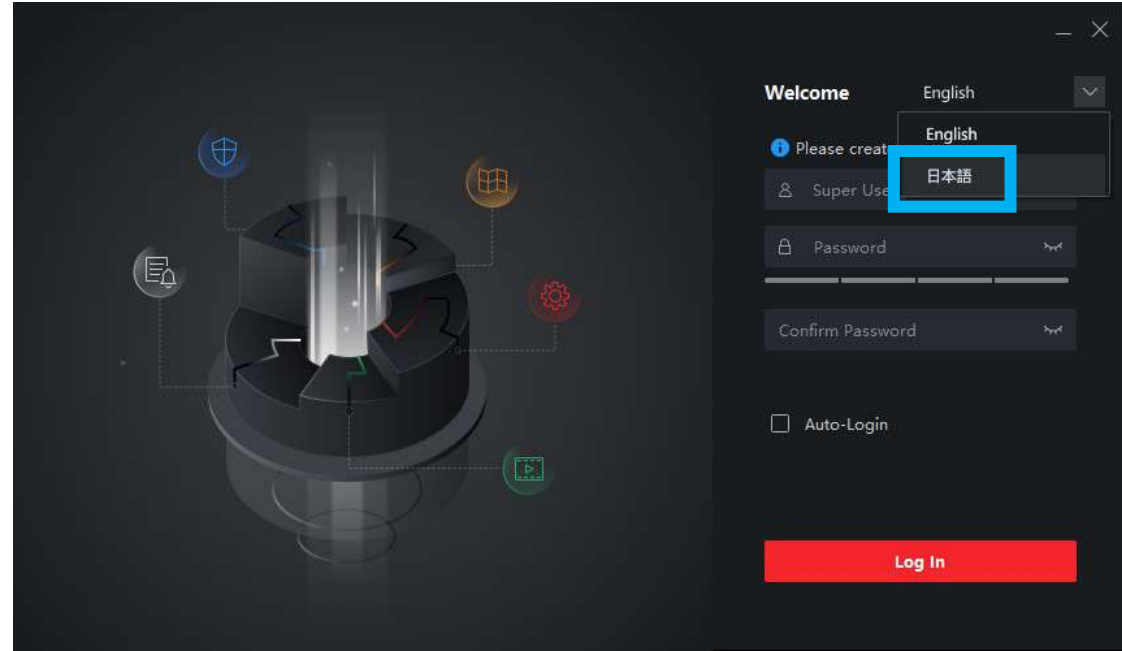 Welcome
English
English
Please creat
日本語
Super Use
Password
Confirm Password
Auto-Login
Log In